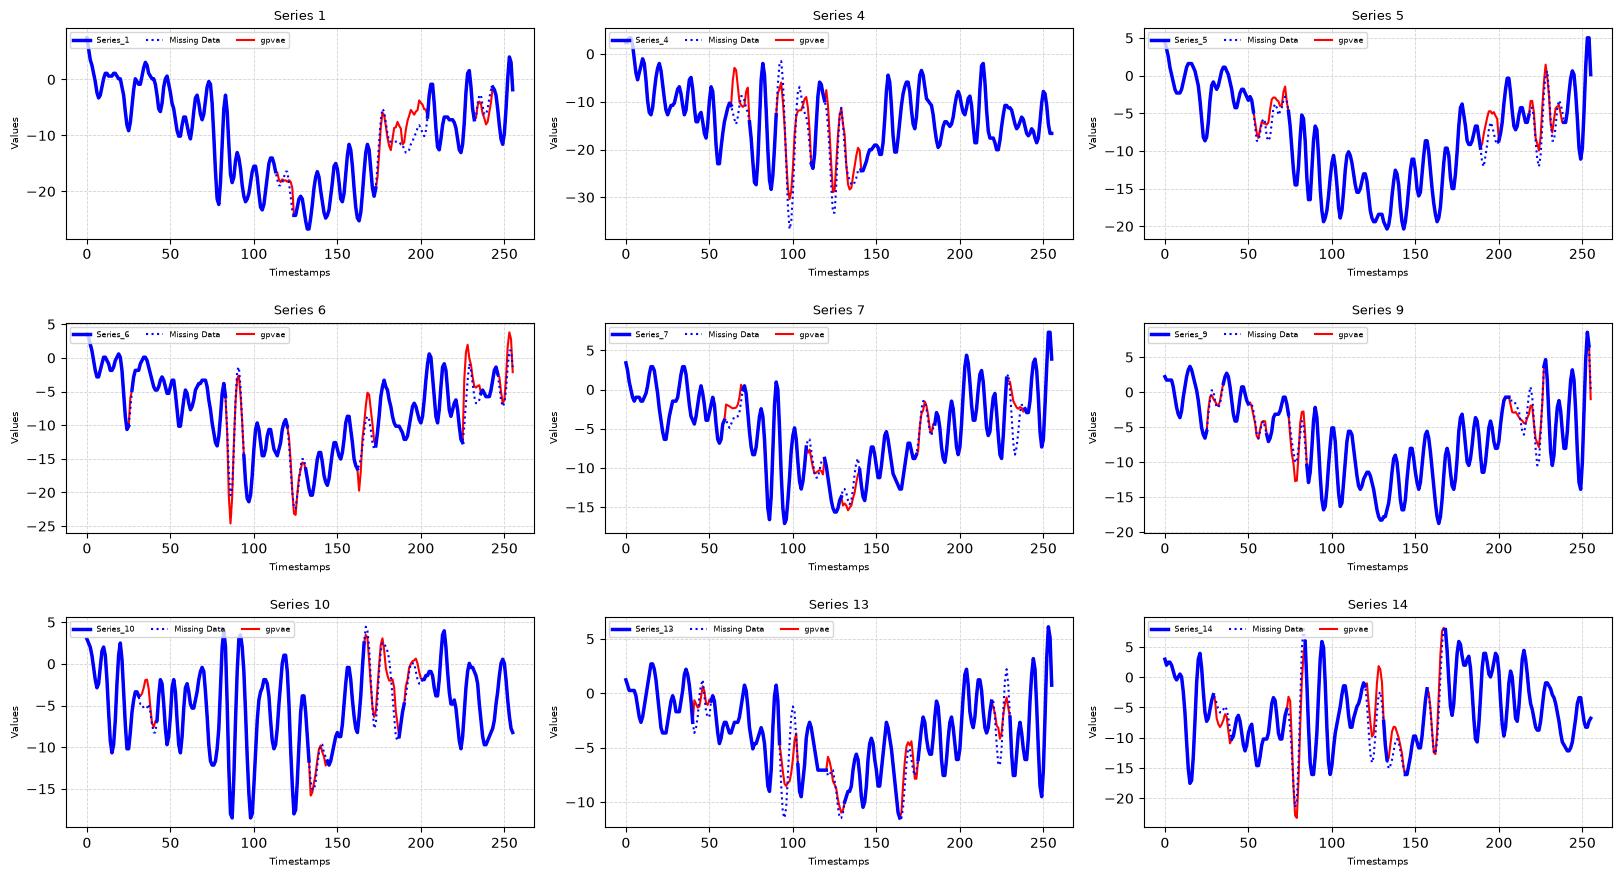 Series 1
Series 4
Series 5
Series_1 Missing Data gpvae
Series_4 Missing Data gpvae
Series_5 Missing Data gpvae
Values
0
−10
−20
0 50 100 150 200 250
Timestamps
Values
0
−10
−20
−30
0 50 100 150 200 250
Timestamps
Values
5
0
−5
−10
−15
−20
0 50 100 150 200 250
Timestamps
Series 6
Series 7
Series 9
Series_6 Missing Data gpvae
Series_7 Missing Data gpvae
Series_9 Missing Data gpvae
Values
5
0
−5
−10
−15
−20
−25
0 50 100 150 200 250
Timestamps
Values
5
0
−5
−10
−15
0 50 100 150 200 250
Timestamps
Values
5
0
−5
−10
−15
−20
0 50 100 150 200 250
Timestamps
Series 10
Series 13
Series 14
Series_10 Missing Data gpvae
Series_13 Missing Data gpvae
Series_14 Missing Data gpvae
Values
5
0
−5
−10
−15
0 50 100 150 200 250
Timestamps
Values
5
0
−5
−10
0 50 100 150 200 250
Timestamps
Values
5
0
−5
−10
−15
−20
0 50 100 150 200 250
Timestamps